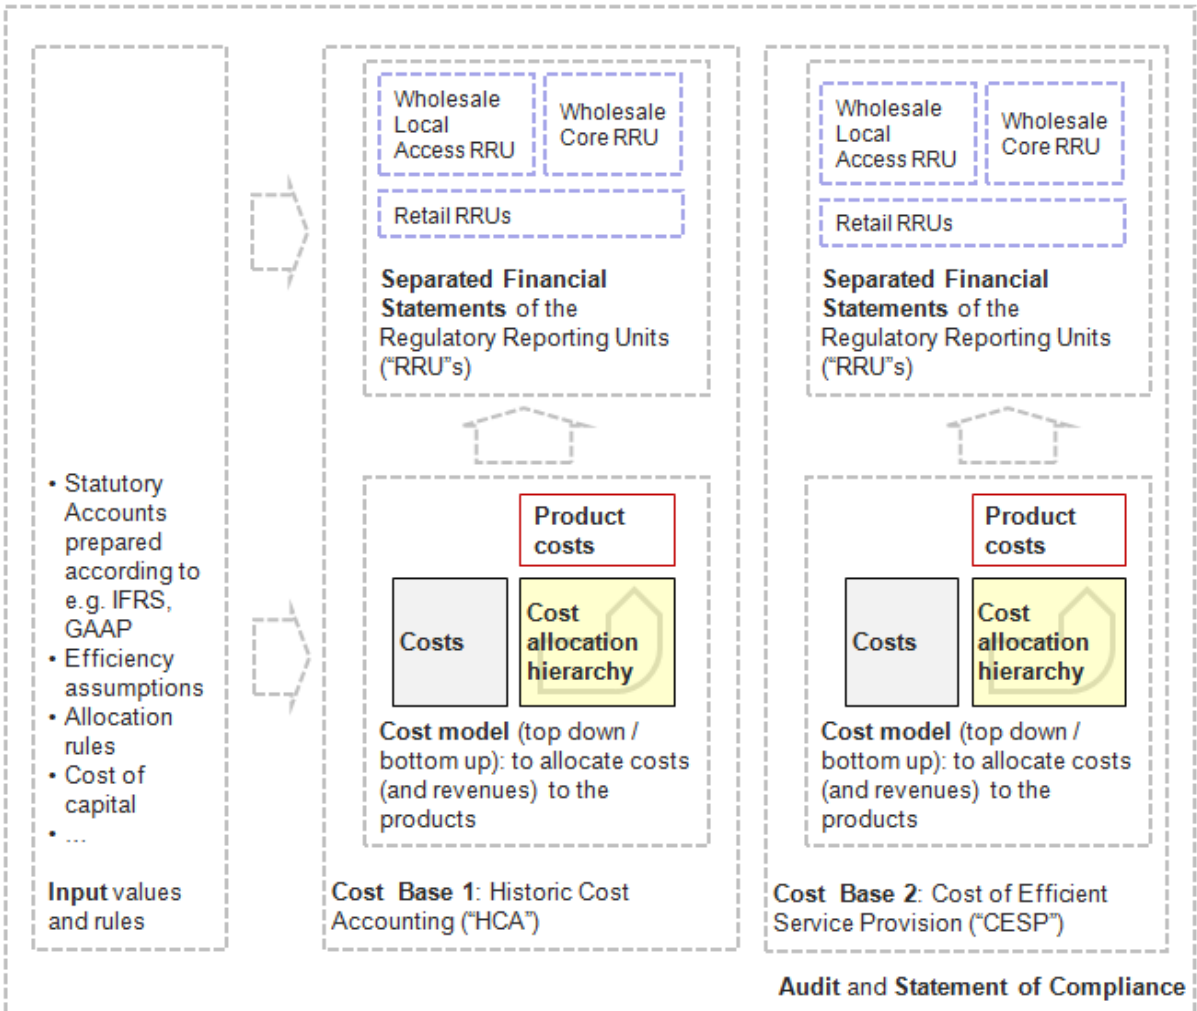 • Statutory
Accounts
prepared
according to
e.g. IFRS,
GAAP
• Efficiency
assumptions
• Allocation
rules
• Cost of
capital
• ...
Input values
and rules
Wholesale
Local
Access RRU
Wholesale
Core RRU
Retail RRUs
Separated Financial
Statements of the
Regulatory Reporting Units
(“RRU”s)
Product
costs
Costs
Cost
allocation
hierarchy
Cost model (top down /
bottom up): to allocate costs
(and revenues) to the
products
Cost Base 1: Historic Cost
Accounting (“HCA”)
Wholesale
Local
Access RRU
Wholesale
Core RRU
Retail RRUs
Separated Financial
Statements of the
Regulatory Reporting Units
(“RRU”s)
Product
costs
Costs
Cost
allocation
hierarchy
Cost model (top down /
bottom up): to allocate costs
(and revenues) to the
products
Cost Base 2: Cost of Efficient
Service Provision (“CESP”)
Audit and Statement of Compliance